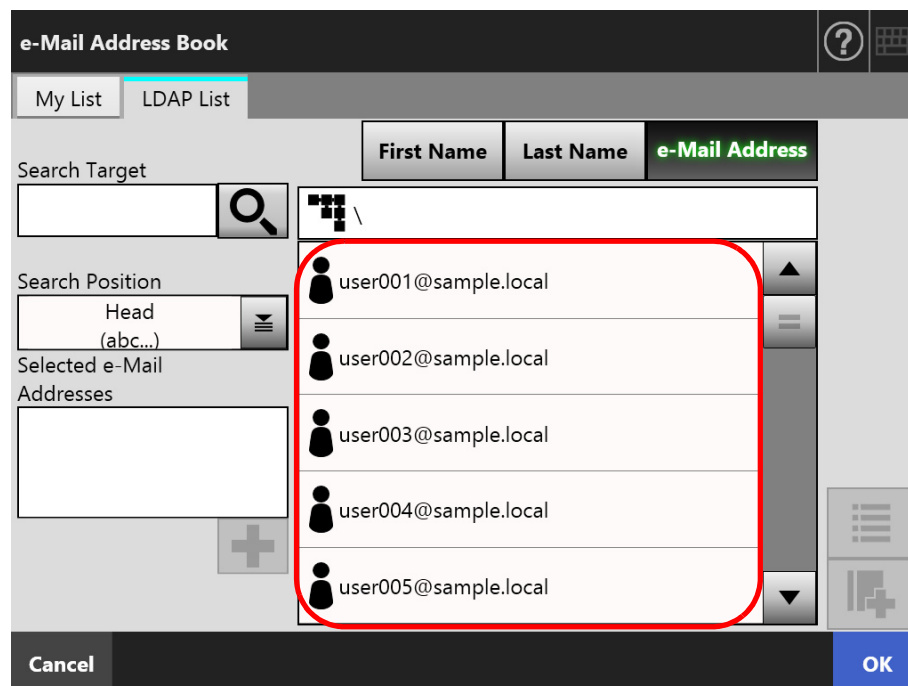 e-Mail Address Book
?
My List
LDAP List
First Name
Last Name
e-Mail Address
Search Target
\
Search Position
Head
(abc...)
Selected e-Mail
Addresses
user001@sample.local
user002@sample.local
user003@sample.local
user004@sample.local
user005@sample.local
Cancel
OK